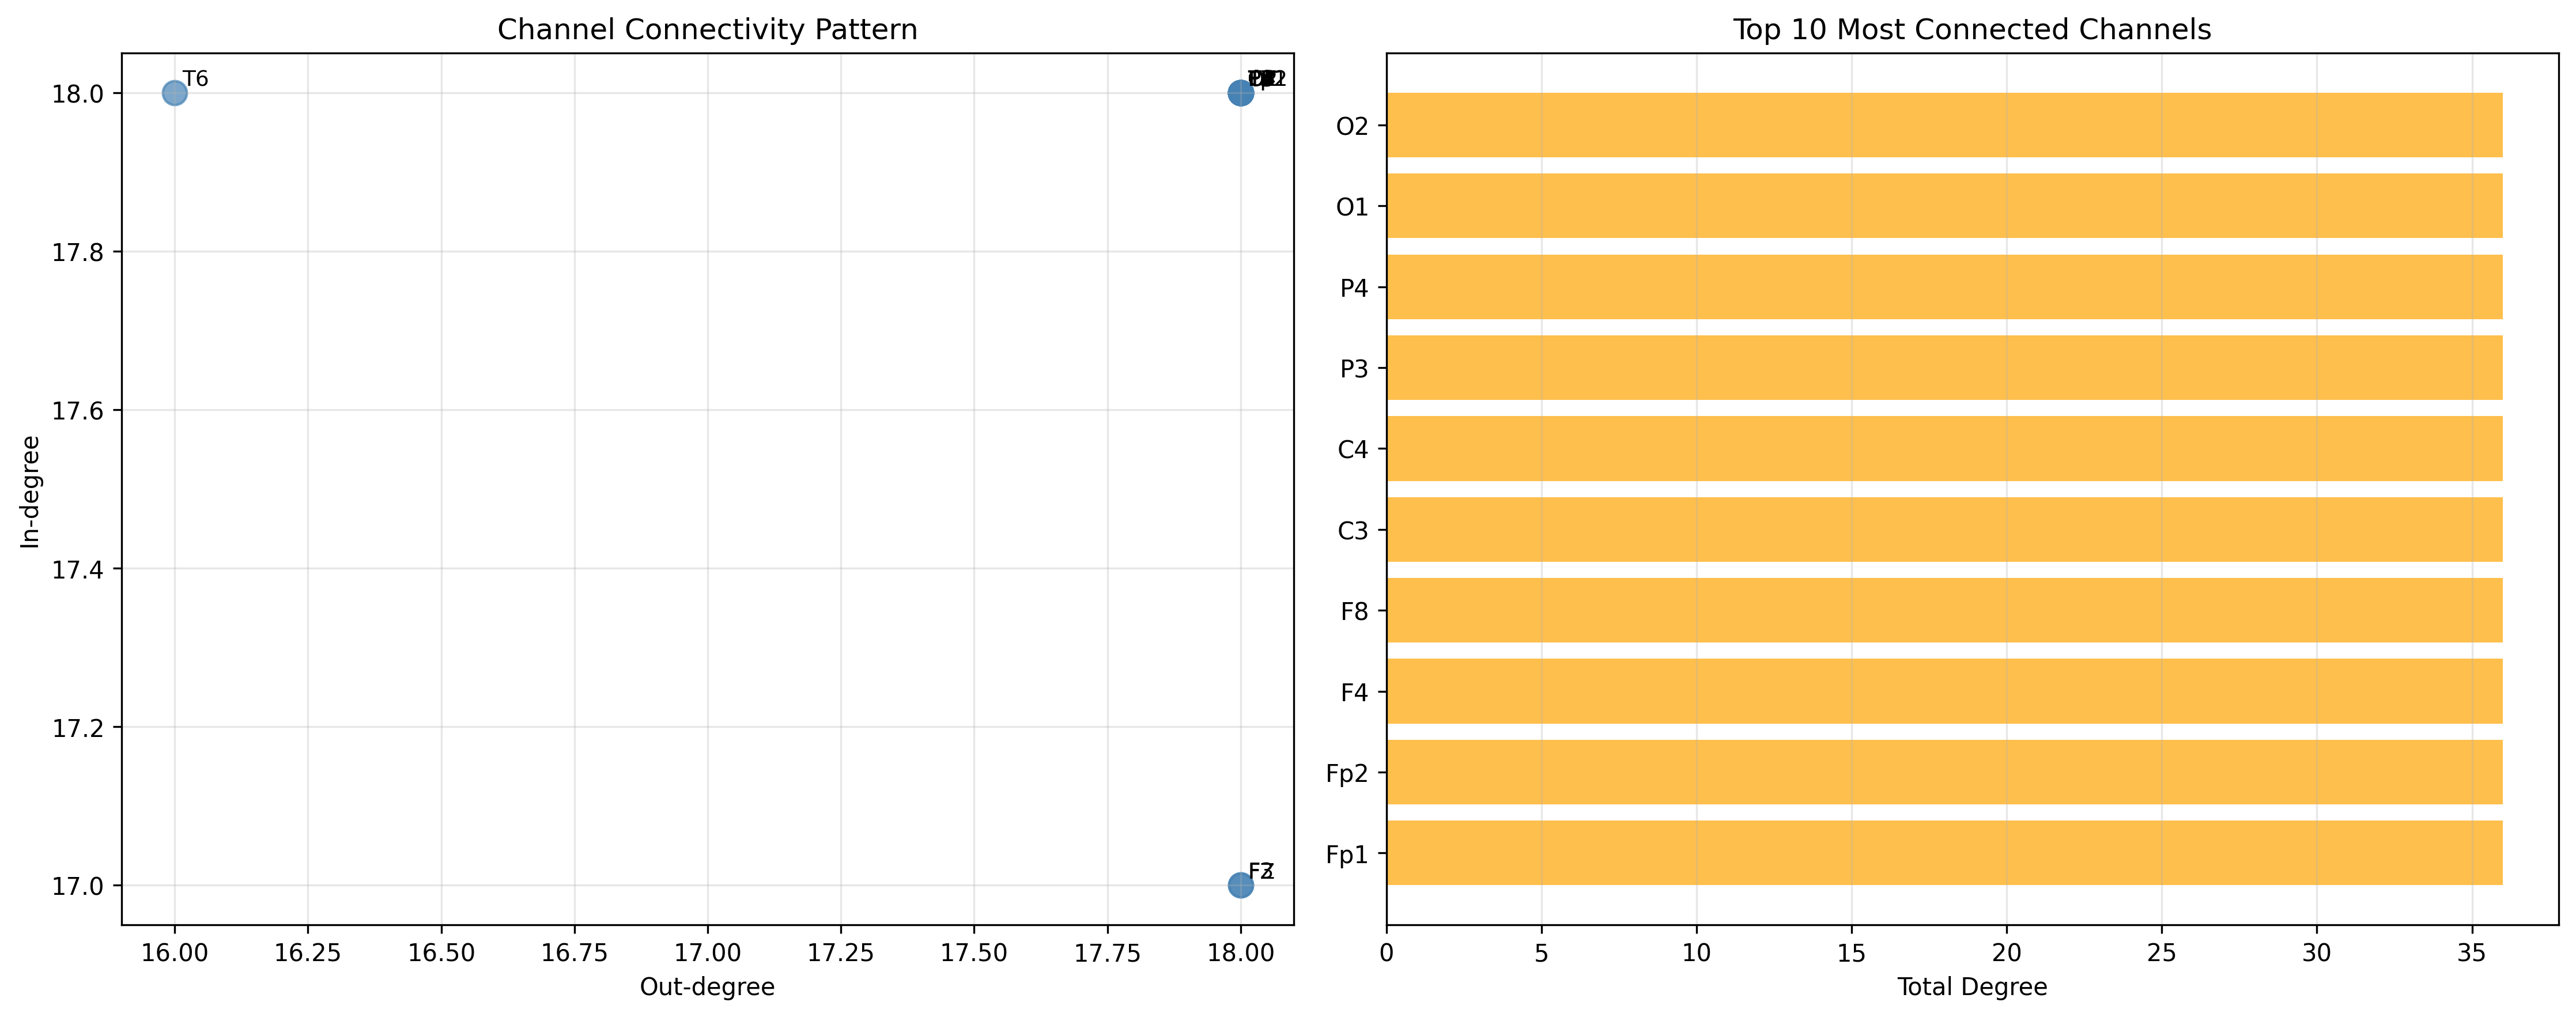 Channel Connectivity Pattern
T6
18.0
17.8
17.6
17.4
17.2
17.0
In-degree
16.00 16.25 16.50 16.75 17.00 17.25 17.50 17.75 18.00
Out-degree
Top 10 Most Connected Channels
O2
O1
P4
P3
C4
C3
F8
F4
Fp2
Fp1
0 5 10 15 20 25 30 35
Total Degree